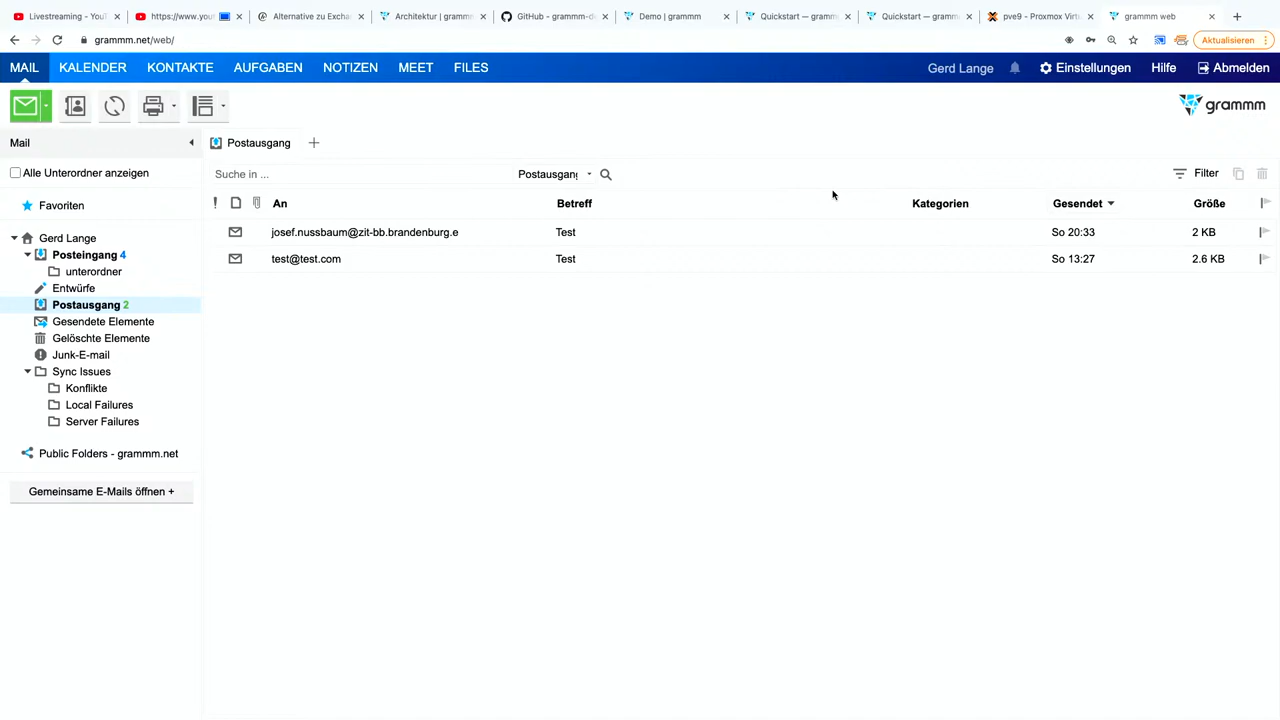 Livestreaming - YouT
https://www.yout
Alternative zu Excha
Architektur | gramm
GitHub - grammm-de
Demo | grammm
Quickstart — gramm
Quickstart — gramm
pve9 - Proxmox Virtu
grammm web
grammm.net/web/
Aktualisieren
MAIL KALENDER KONTAKTE AUFGABEN NOTIZEN MEET FILES
Gerd Lange
Einstellungen
Hilfe
Abmelden
grammm
Mail
Postausgang
Alle Unterordner anzeigen
Suche in ...
Postausgang
Filter
Favoriten
! An Betreff Kategorien Gesendet Größe
josef.nussbaum@zit-bb.brandenburg.e Test So 20:33 2 KB
test@test.com Test So 13:27 2.6 KB
Gerd Lange
Posteingang 4
unterordner
Entwürfe
Postausgang 2
Gesendete Elemente
Gelöschte Elemente
Junk-E-mail
Sync Issues
Konflikte
Local Failures
Server Failures
Public Folders - grammm.net
Gemeinsame E-Mails öffnen +